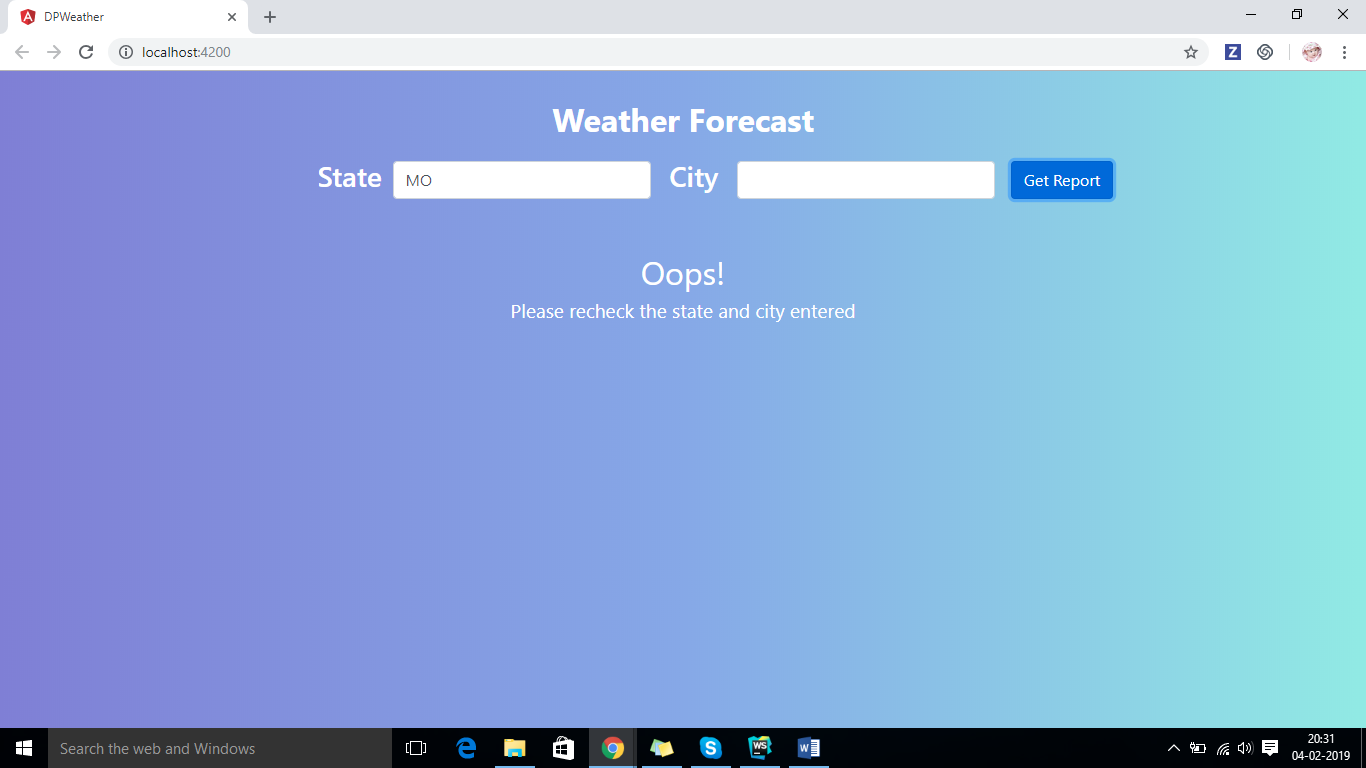 DPWeather
localhost:4200
Weather Forecast
State MO City Get Report
Oops!
Please recheck the state and city entered
Search the web and Windows
20:31
04-02-2019